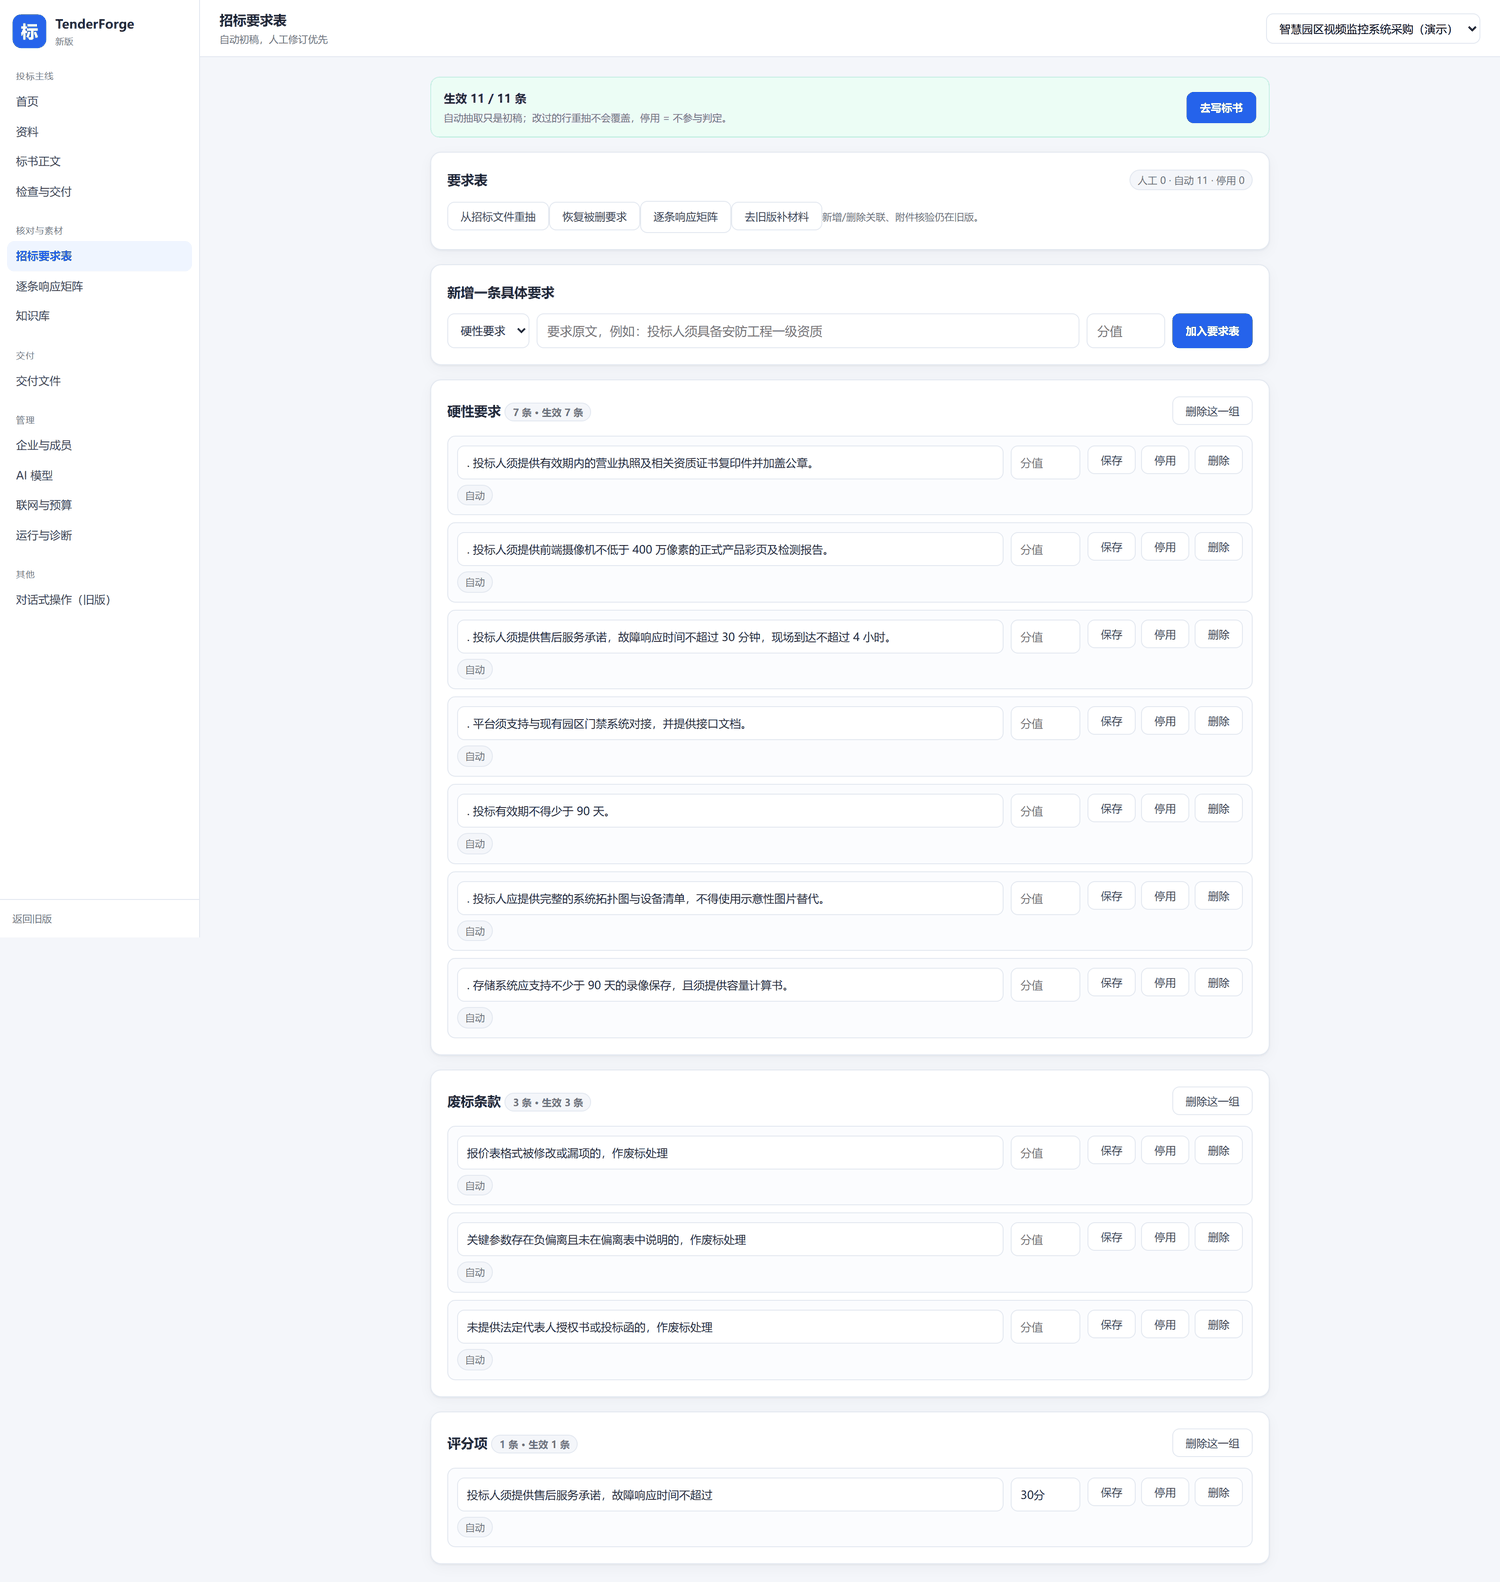 标
TenderForge
新版
投标主线
首页
资料
标书正文
检查与交付
核对与素材
招标要求表
逐条响应矩阵
知识库
交付
交付文件
管理
企业与成员
AI 模型
联网与预算
运行与诊断
其他
对话式操作（旧版）
返回旧版
招标要求表
自动初稿，人工修订优先
智慧园区视频监控系统采购（演示）
生效 11 / 11 条
自动抽取只是初稿；改过的行重抽不会覆盖，停用 = 不参与判定。
去写标书
要求表
人工 0 · 自动 11 · 停用 0
从招标文件重抽 恢复被删要求 逐条响应矩阵 去旧版补材料 新增/删除关联、附件核验仍在旧版。
新增一条具体要求
硬性要求 要求原文，例如：投标人须具备安防工程一级资质 分值 加入要求表
硬性要求 7 条 • 生效 7 条 删除这一组
. 投标人须提供有效期内的营业执照及相关资质证书复印件并加盖公章。 分值 保存 停用 删除
自动
. 投标人须提供前端摄像机不低于 400 万像素的正式产品彩页及检测报告。 分值 保存 停用 删除
自动
. 投标人须提供售后服务承诺，故障响应时间不超过 30 分钟，现场到达不超过 4 小时。 分值 保存 停用 删除
自动
. 平台须支持与现有园区门禁系统对接，并提供接口文档。 分值 保存 停用 删除
自动
. 投标有效期不得少于 90 天。 分值 保存 停用 删除
自动
. 投标人应提供完整的系统拓扑图与设备清单，不得使用示意性图片替代。 分值 保存 停用 删除
自动
. 存储系统应支持不少于 90 天的录像保存，且须提供容量计算书。 分值 保存 停用 删除
自动
废标条款 3 条 • 生效 3 条 删除这一组
报价表格式被修改或漏项的，作废标处理 分值 保存 停用 删除
自动
关键参数存在负偏离且未在偏离表中说明的，作废标处理 分值 保存 停用 删除
自动
未提供法定代表人授权书或投标函的，作废标处理 分值 保存 停用 删除
自动
评分项 1 条 • 生效 1 条 删除这一组
投标人须提供售后服务承诺，故障响应时间不超过 30分 保存 停用 删除
自动